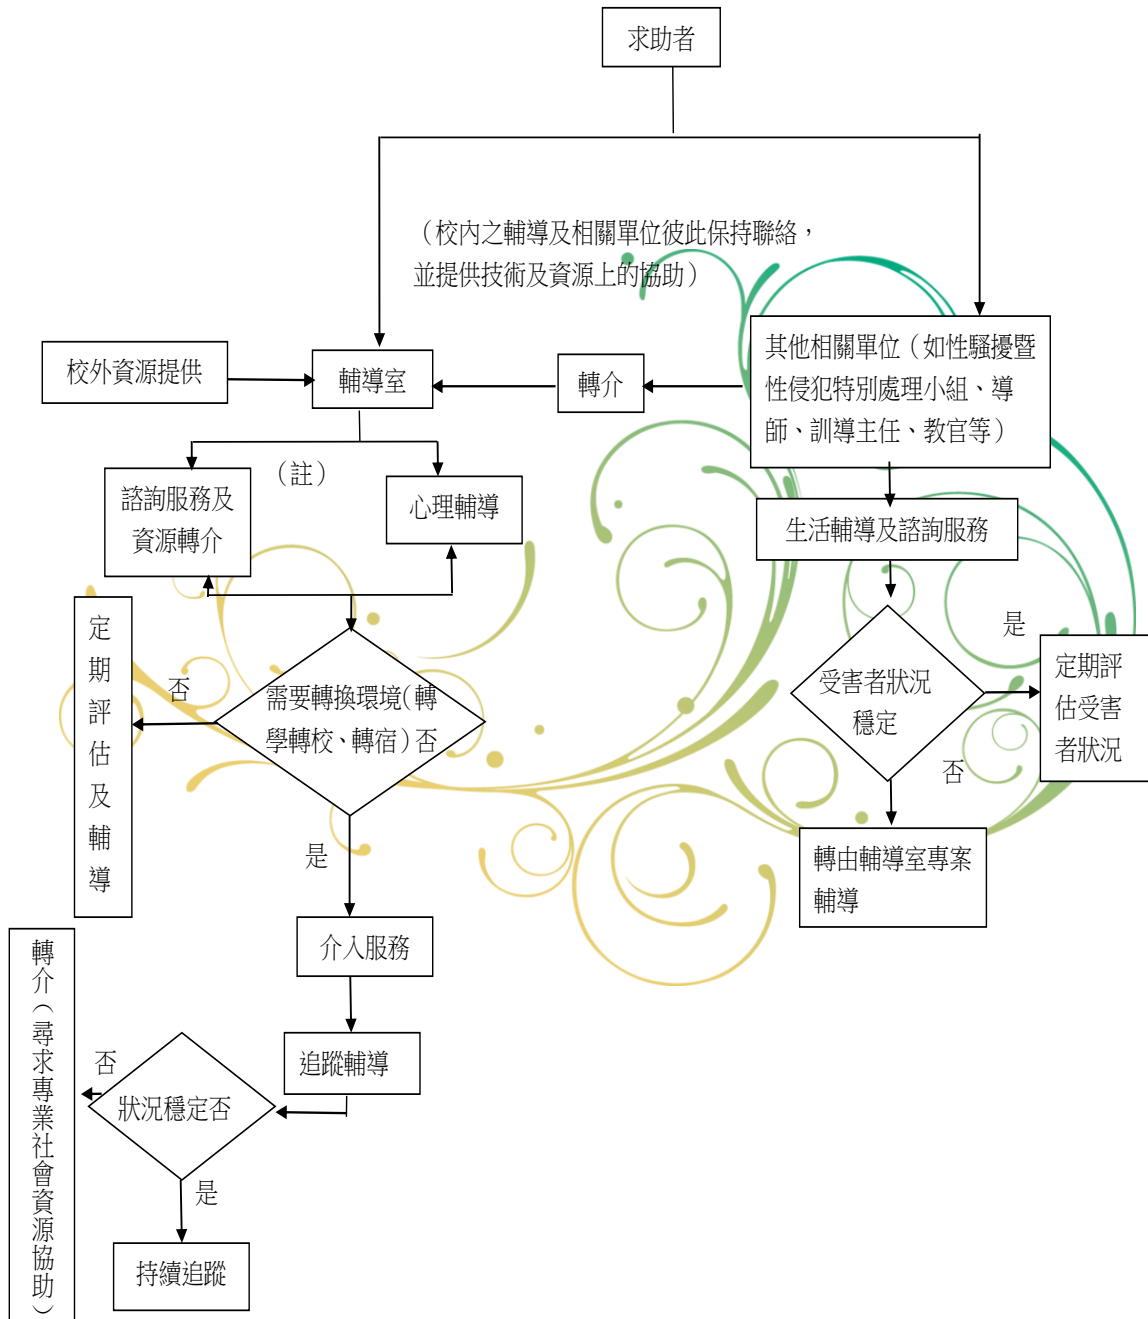 求助者
（校內之輔導及相關單位彼此保持聯絡，
並提供技術及資源上的協助）
校外資源提供
輔導室
轉介
其他相關單位（如性騷擾暨
性侵犯特別處理小組、導
師、訓導主任、教官等）
（註）
諮詢服務及
資源轉介
心理輔導
生活輔導及諮詢服務
定期評估及輔導
否
需要轉換環境（轉
學轉校、轉宿）否
受害者狀況
穩定
是
定期評
估受害
者狀況
否
是
轉由輔導室專案
輔導
介入服務
轉介（尋求專業社會資源協助）
追蹤輔導
否
狀況穩定否
是
持續追蹤